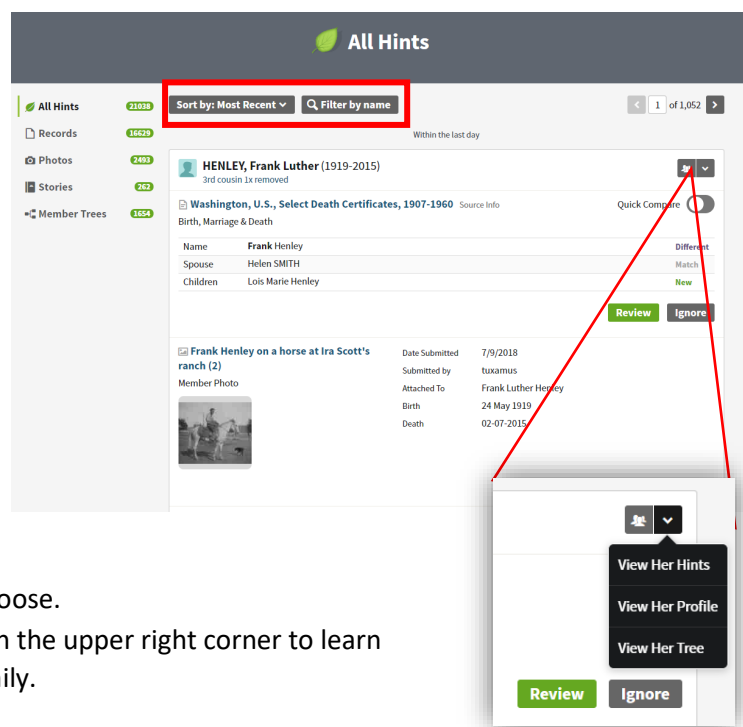 All Hints
All Hints 21038
Records 16629
Photos 2493
Stories 262
Member Trees 1654
Sort by: Most Recent Filter by name 1 of 1,052
Within the last day
HENLEY, Frank Luther (1919-2015)
3rd cousin 1x removed
Washington, U.S., Select Death Certificates, 1907-1960 Source Info Quick Compare
Birth, Marriage & Death
Name Frank Henley Different
Spouse Helen SMITH Match
Children Lois Marie Henley New
Review Ignore
Frank Henley on a horse at Ira Scott's
ranch (2)
Member Photo
Date Submitted 7/9/2018
Submitted by tuxamus
Attached To Frank Luther Henley
Birth 24 May 1919
Death 02-07-2015
View Her Hints
View Her Profile
View Her Tree
Review Ignore
oose.
n the upper right corner to learn
ily.